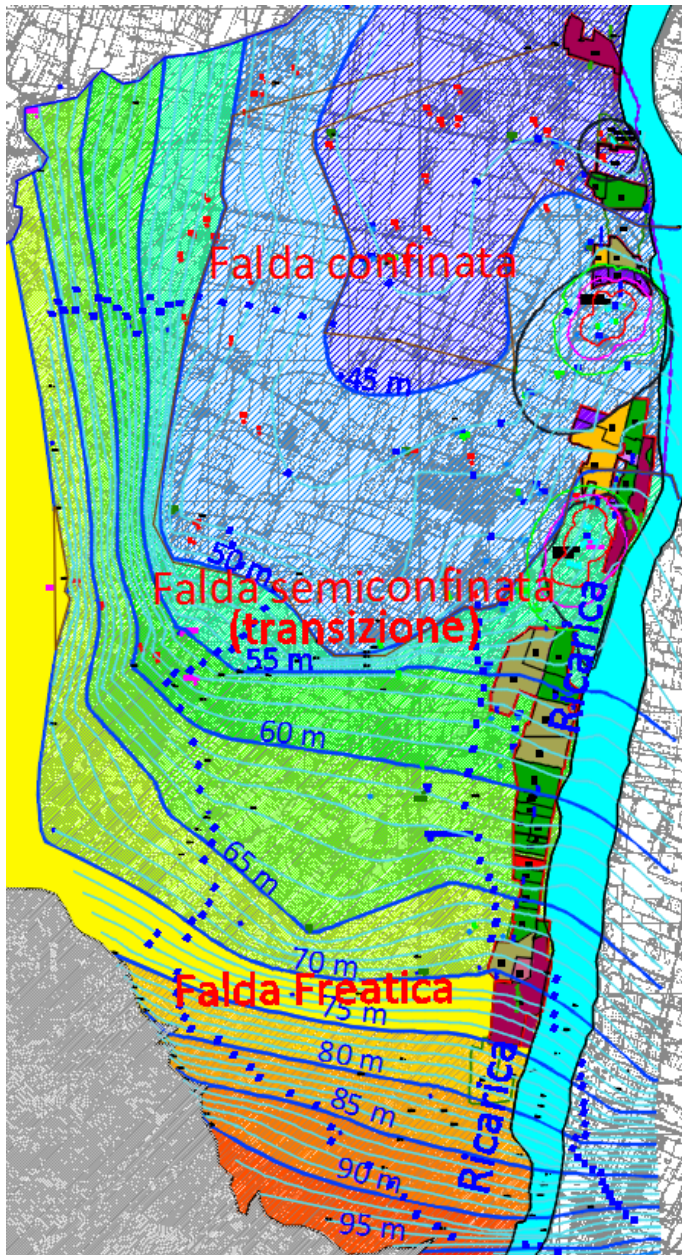 Falda confinata
45 m
50 m
Falda semiconfinata
(transizione)
55 m
Ricarica
60 m
65 m
70 m
Falda Freatica
75 m
80 m
Ricarica
85 m
90 m
95 m